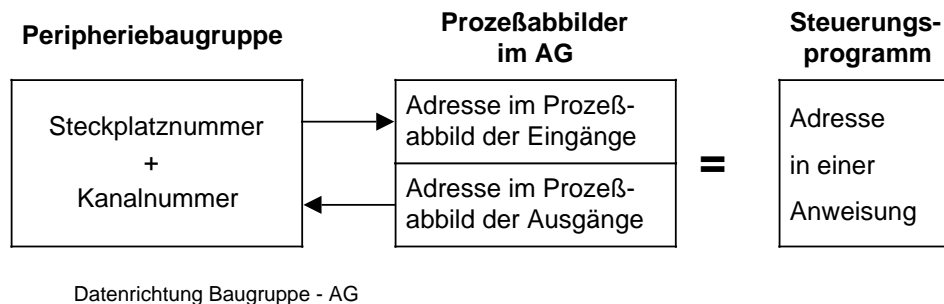 Peripheriebaugruppe
Prozeßabbilder
im AG
Steuerungs-
programm
Steckplatznummer
+
Kanalnummer
Adresse im Prozeß-
abbild der Eingänge
Adresse im Prozeß-
abbild der Ausgänge
=
Adresse
in einer
Anweisung
Datenrichtung Baugruppe - AG